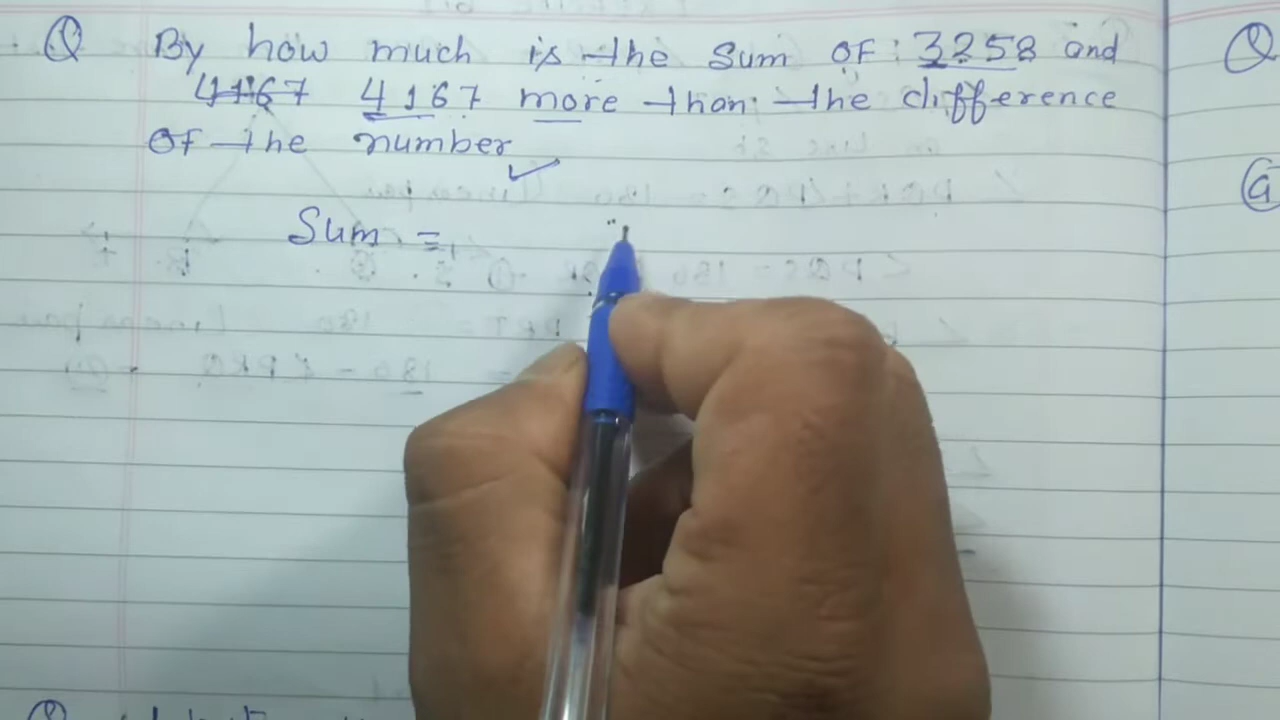 Q By how much is the Sum OF 3258 and
4167 4167 more than the difference
OF the number
Sum =
Q
Q